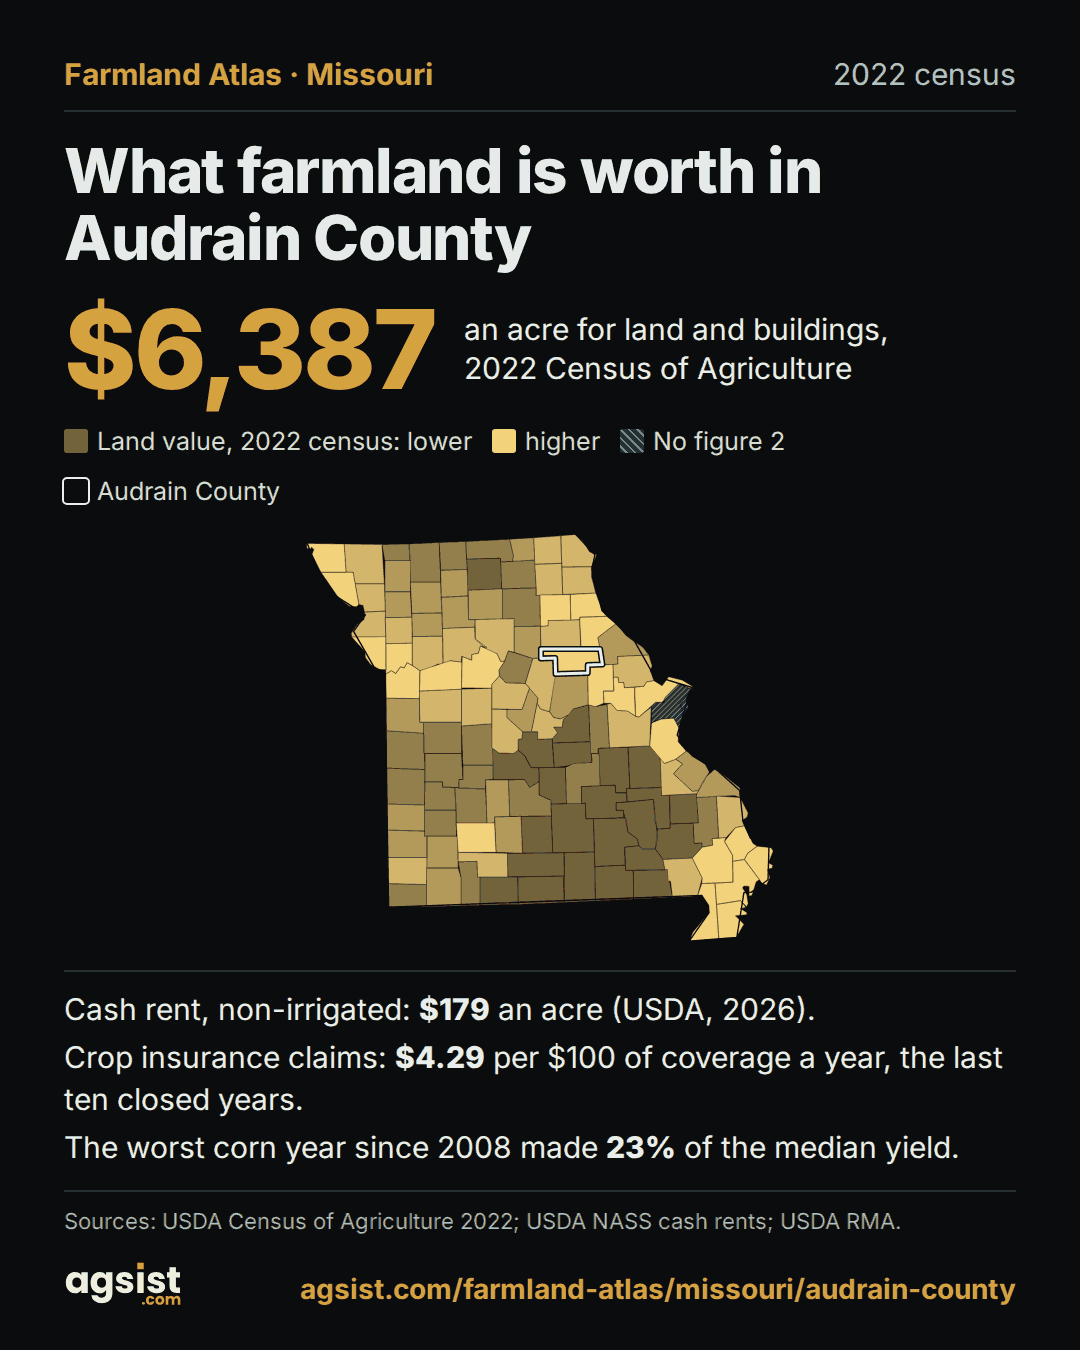 Farmland Atlas · Missouri
2022 census
What farmland is worth in
Audrain County
$6,387
an acre for land and buildings,
2022 Census of Agriculture
Land value, 2022 census: lower
higher
No figure 2
Audrain County
Cash rent, non-irrigated: $179 an acre (USDA, 2026).
Crop insurance claims: $4.29 per $100 of coverage a year, the last
ten closed years.
The worst corn year since 2008 made 23% of the median yield.
Sources: USDA Census of Agriculture 2022; USDA NASS cash rents; USDA RMA.
agsist
.com
agsist.com/farmland-atlas/missouri/audrain-county